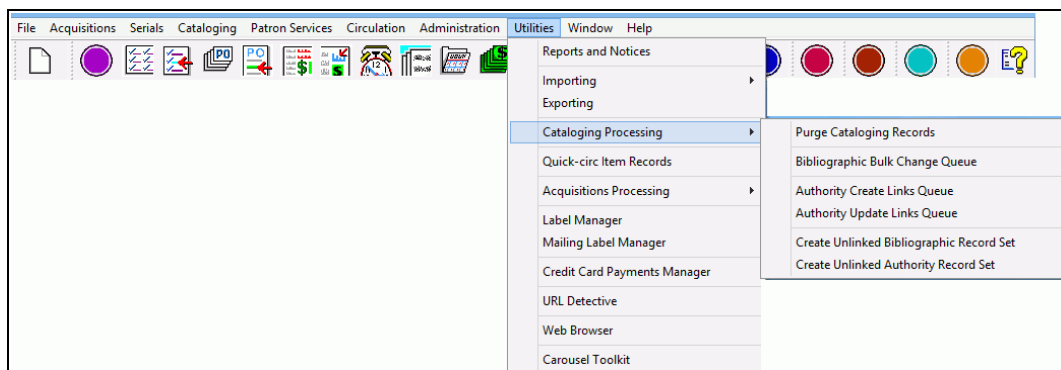 File Acquisitions Serials Cataloging Patron Services Circulation Administration Utilities Window Help
PO PO
12
Reports and Notices
Importing
Exporting
Cataloging Processing
Quick-circ Item Records
Acquisitions Processing
Label Manager
Mailing Label Manager
Credit Card Payments Manager
URL Detective
Web Browser
Carousel Toolkit
Purge Cataloging Records
Bibliographic Bulk Change Queue
Authority Create Links Queue
Authority Update Links Queue
Create Unlinked Bibliographic Record Set
Create Unlinked Authority Record Set